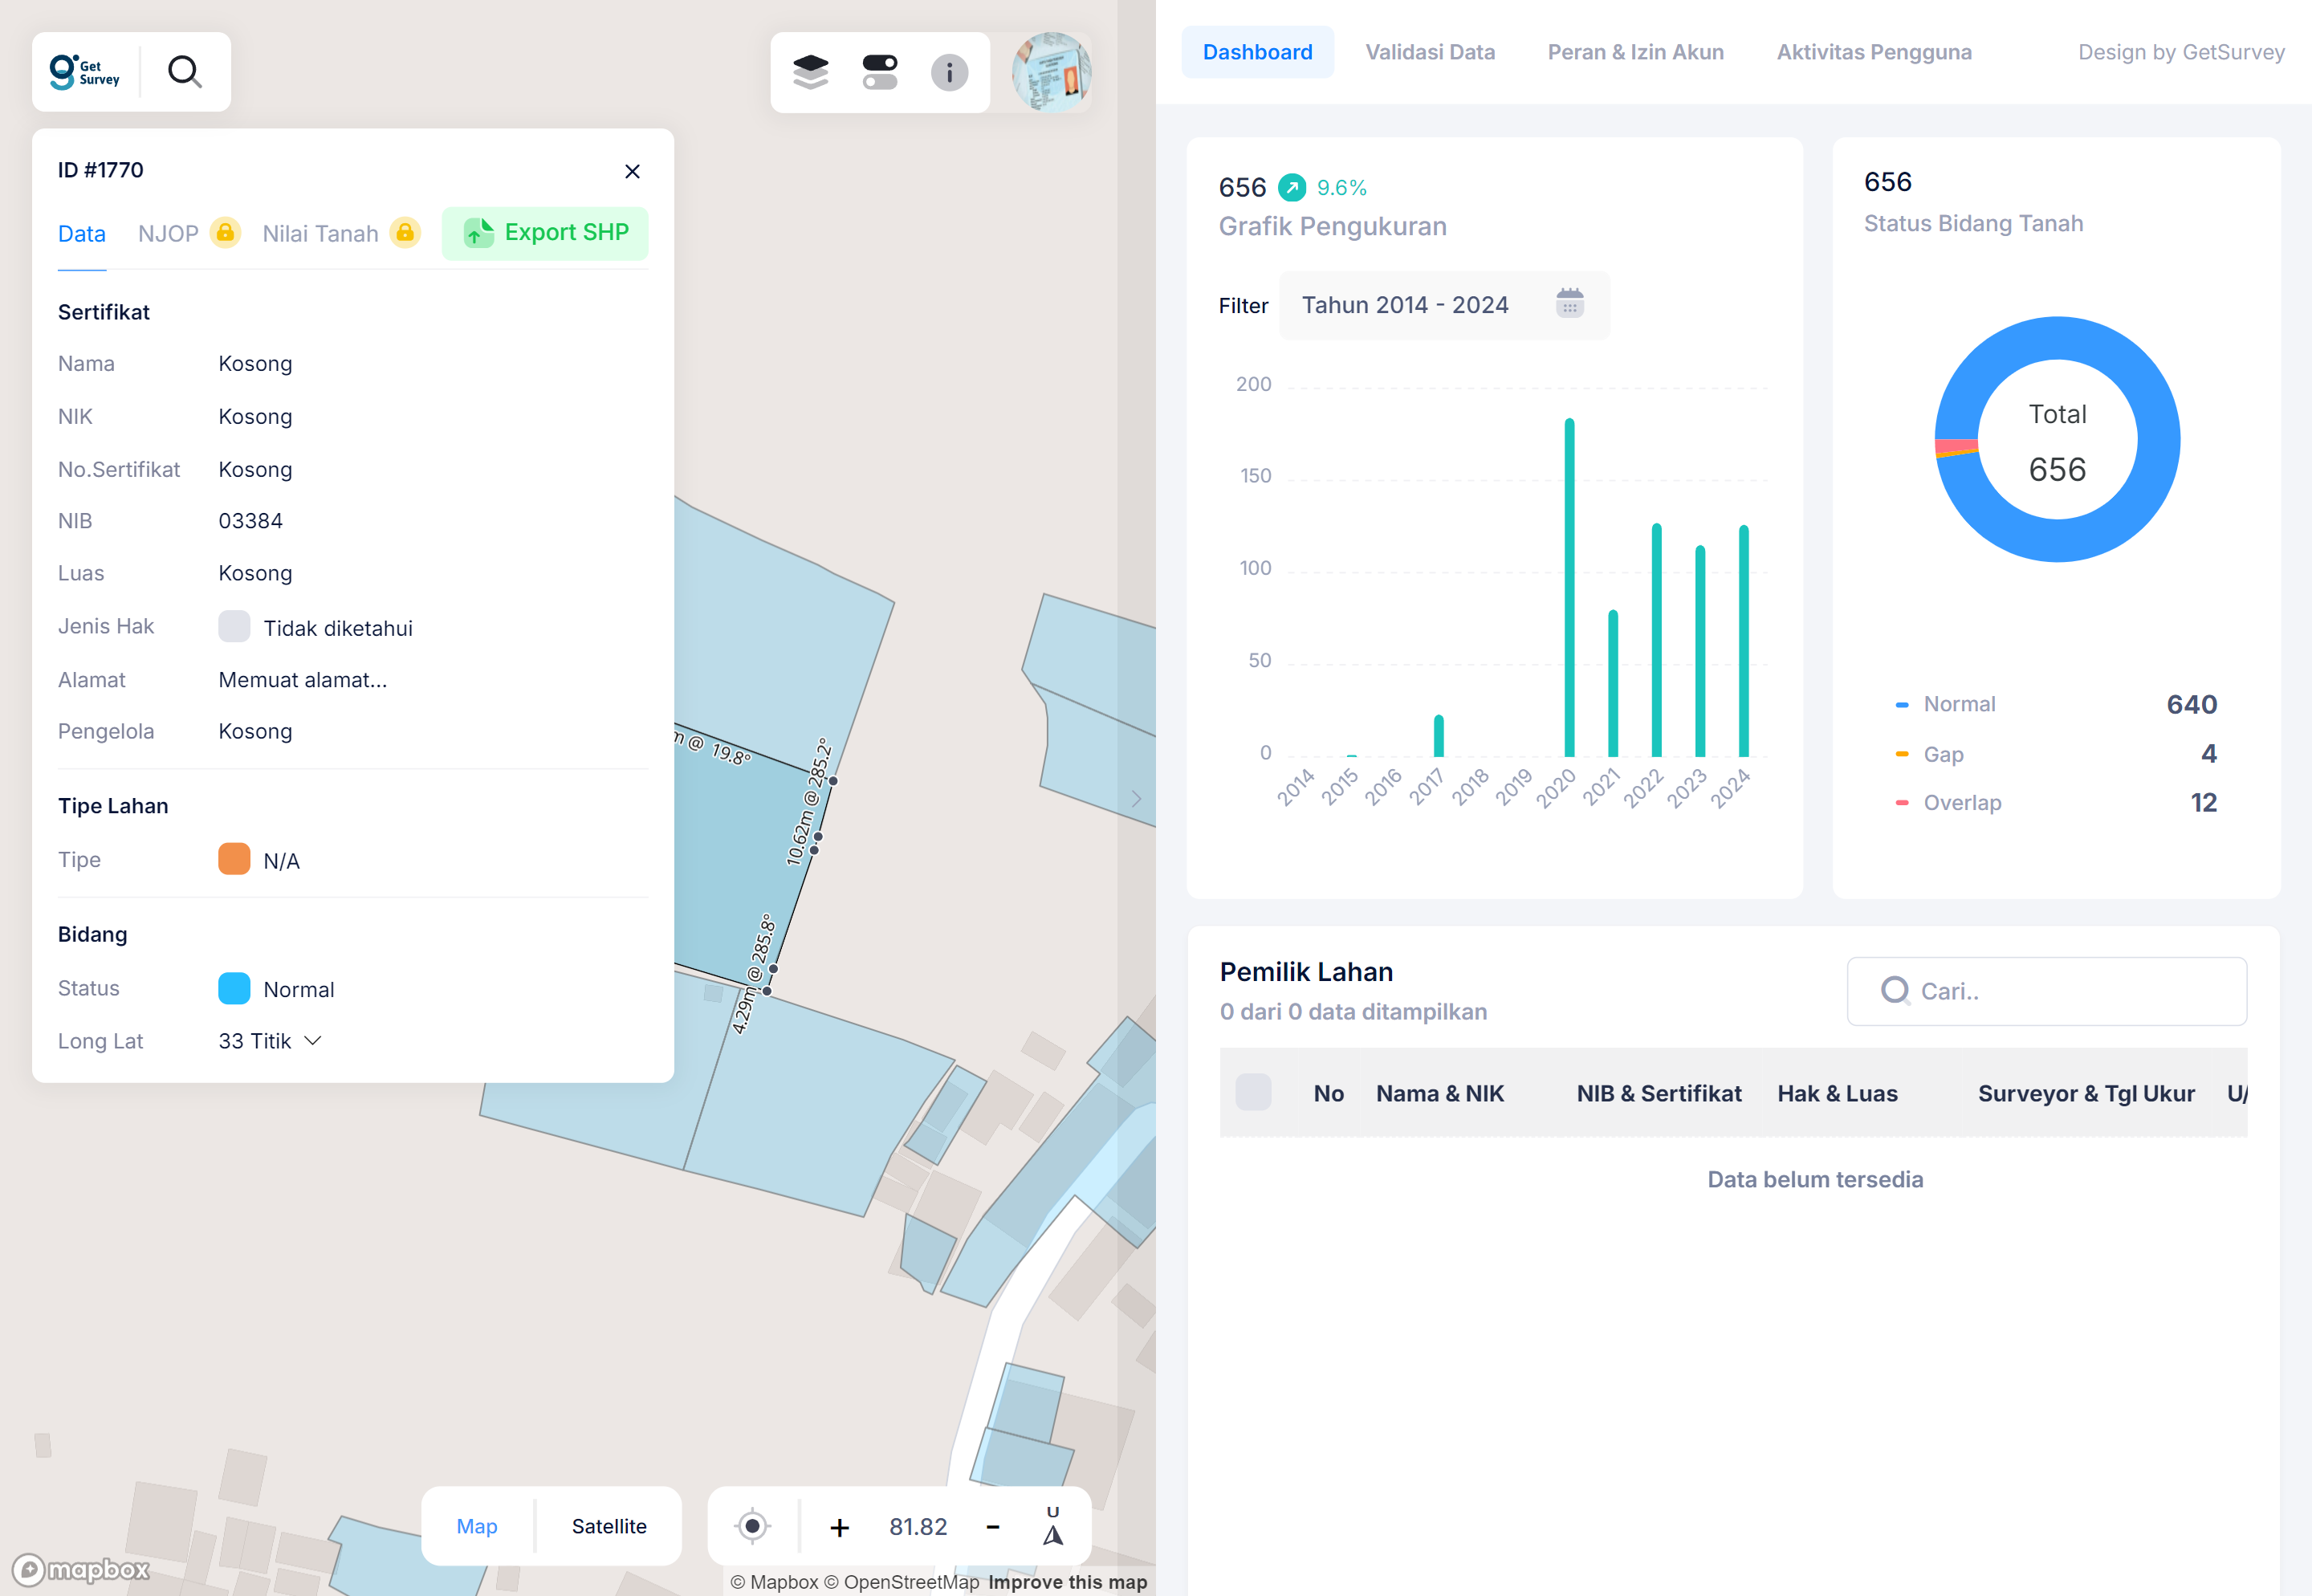 Get
Survey
ID #1770
Data
NJOP
Nilai Tanah
Export SHP
Sertifikat
Nama Kosong
NIK Kosong
No.Sertifikat Kosong
NIB 03384
Luas Kosong
Jenis Hak Tidak diketahui
Alamat Memuat alamat...
Pengelola Kosong
Tipe Lahan
Tipe N/A
Bidang
Status Normal
Long Lat 33 Titik
m @ 19.8°
10.62m @ 285.2°
4.29m @ 285.8°
Map Satellite
+ 81.82 -
U
mapbox
© Mapbox © OpenStreetMap Improve this map
Dashboard Validasi Data Peran & Izin Akun Aktivitas Pengguna Design by GetSurvey
656 9.6%
Grafik Pengukuran
Filter Tahun 2014 - 2024
200
150
100
50
0
2014 2015 2016 2017 2018 2019 2020 2021 2022 2023 2024
656
Status Bidang Tanah
Total
656
Normal 640
Gap 4
Overlap 12
Pemilik Lahan
0 dari 0 data ditampilkan
Cari..
No Nama & NIK NIB & Sertifikat Hak & Luas Surveyor & Tgl Ukur U/
Data belum tersedia